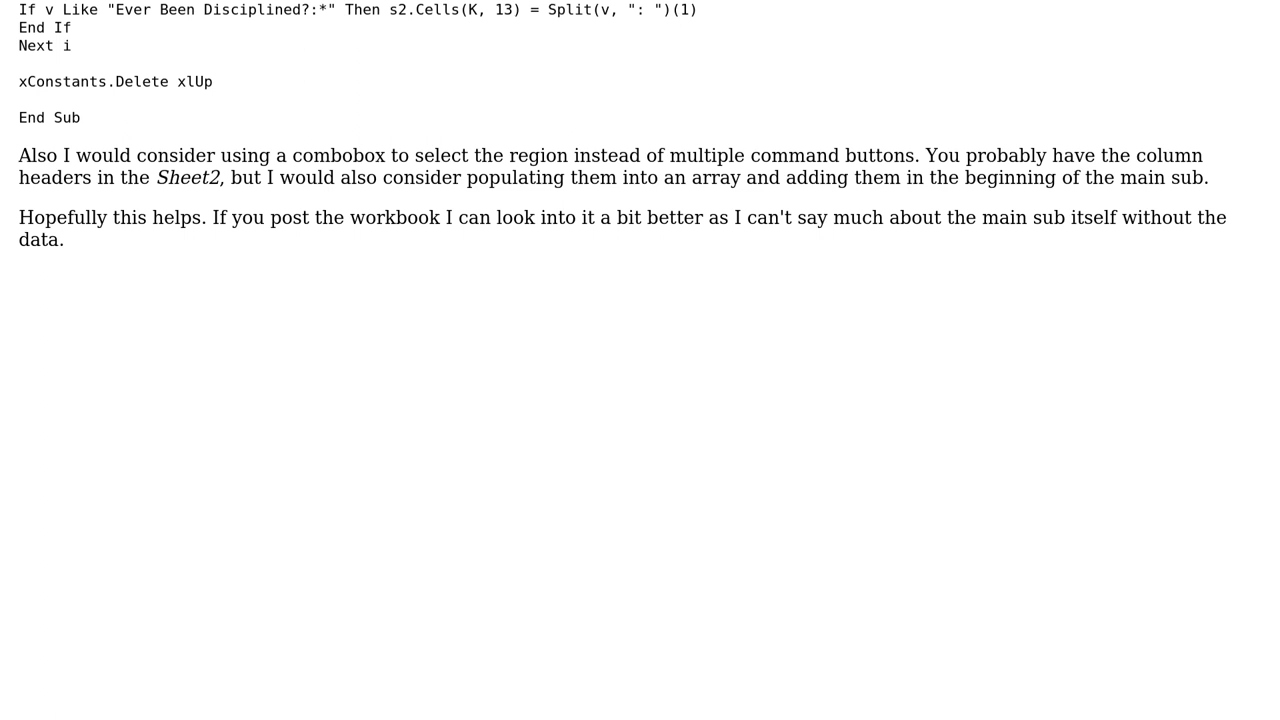 If v Like "Ever Been Disciplined?:*" Then s2.Cells(K, 13) = Split(v, ": ")(1)
End If
Next i
xConstants.Delete xlUp
End Sub
Also I would consider using a combobox to select the region instead of multiple command buttons. You probably have the column
headers in the Sheet2, but I would also consider populating them into an array and adding them in the beginning of the main sub.
Hopefully this helps. If you post the workbook I can look into it a bit better as I can't say much about the main sub itself without the
data.